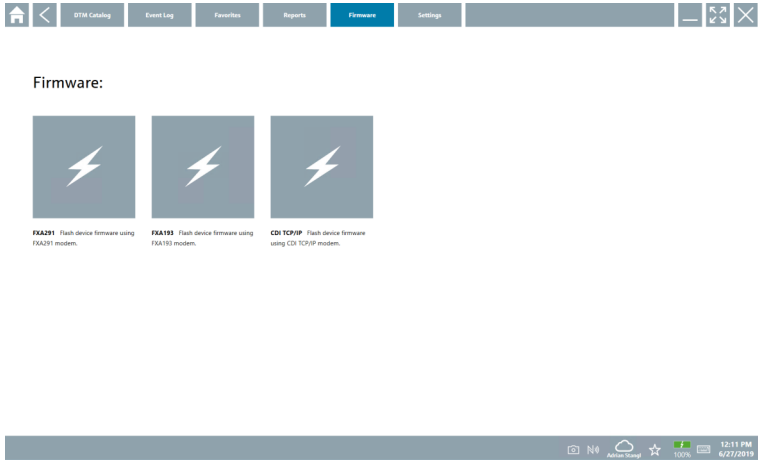 DTM Catalog
Event Log
Favorites
Reports
Firmware
Settings
Firmware:
FXA291 Flash device firmware using
FXA291 modem.
FXA193 Flash device firmware using
FXA193 modem.
CDI TCP/IP Flash device firmware
using CDI TCP/IP modem.
Adrian Stangl
100%
12:11 PM
6/27/2019